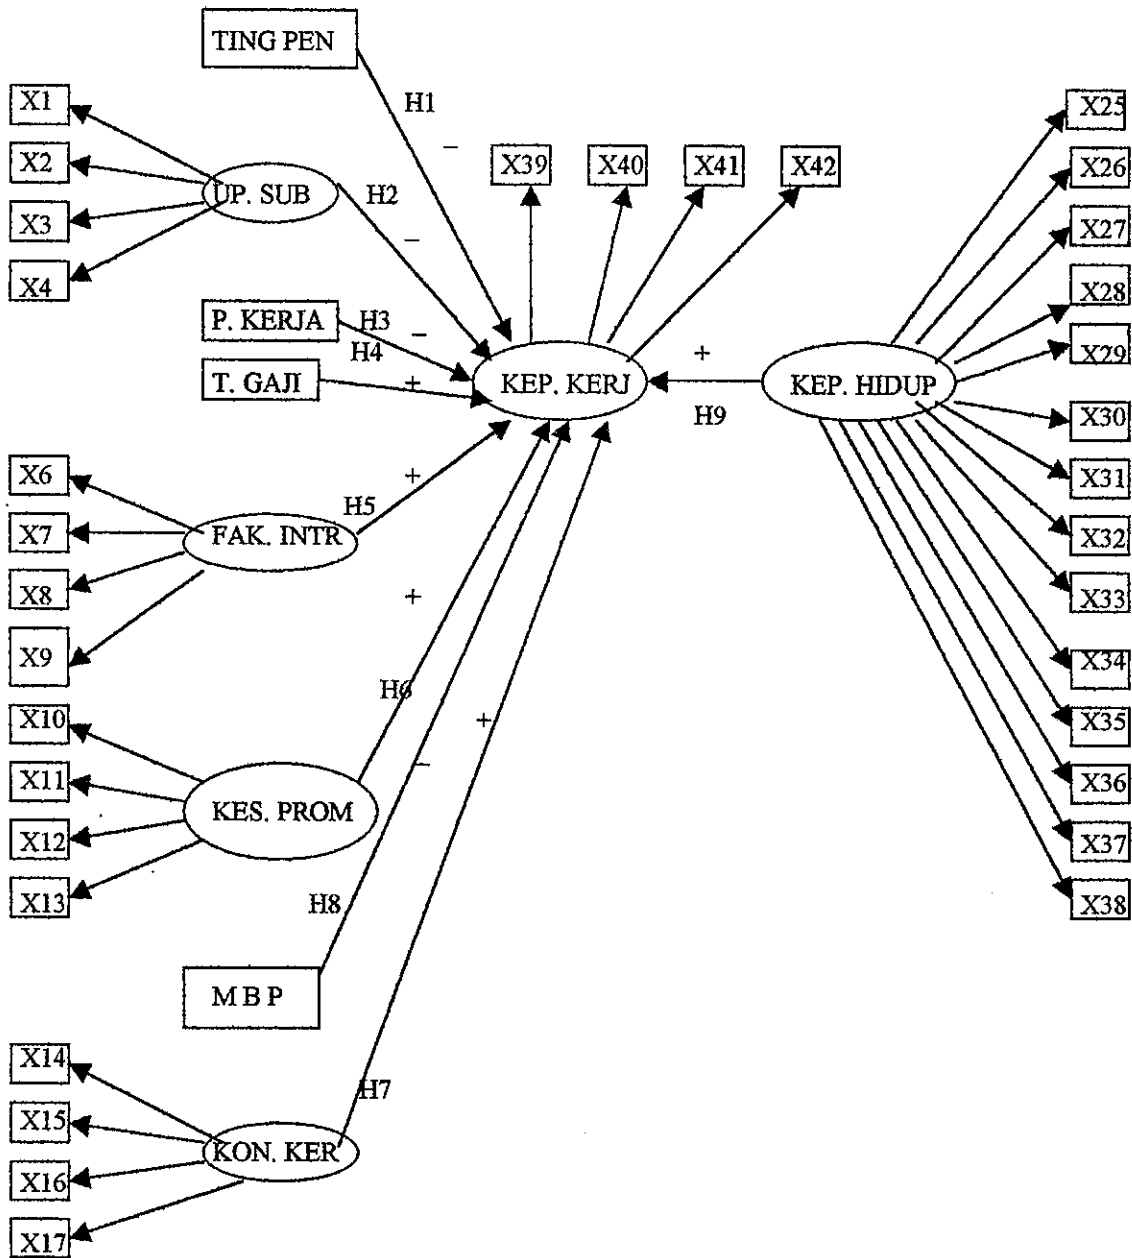 TING PEN
X1
H1
X25
X2
X39
X40
X41
X42
X26
UP. SUB
H2
–
X3
X27
–
X4
X28
P. KERJA
H3
–
H4
+
X29
T. GAJI
+
KEP. KERJ
KEP. HIDUP
H9
X30
X6
+
X31
H5
X7
FAK. INTR
X32
X8
+
X33
X9
X34
H6
X10
+
X35
X11
–
X36
KES. PROM
X12
X37
X13
H8
X38
M B P
X14
H7
X15
KON. KER
X16
X17